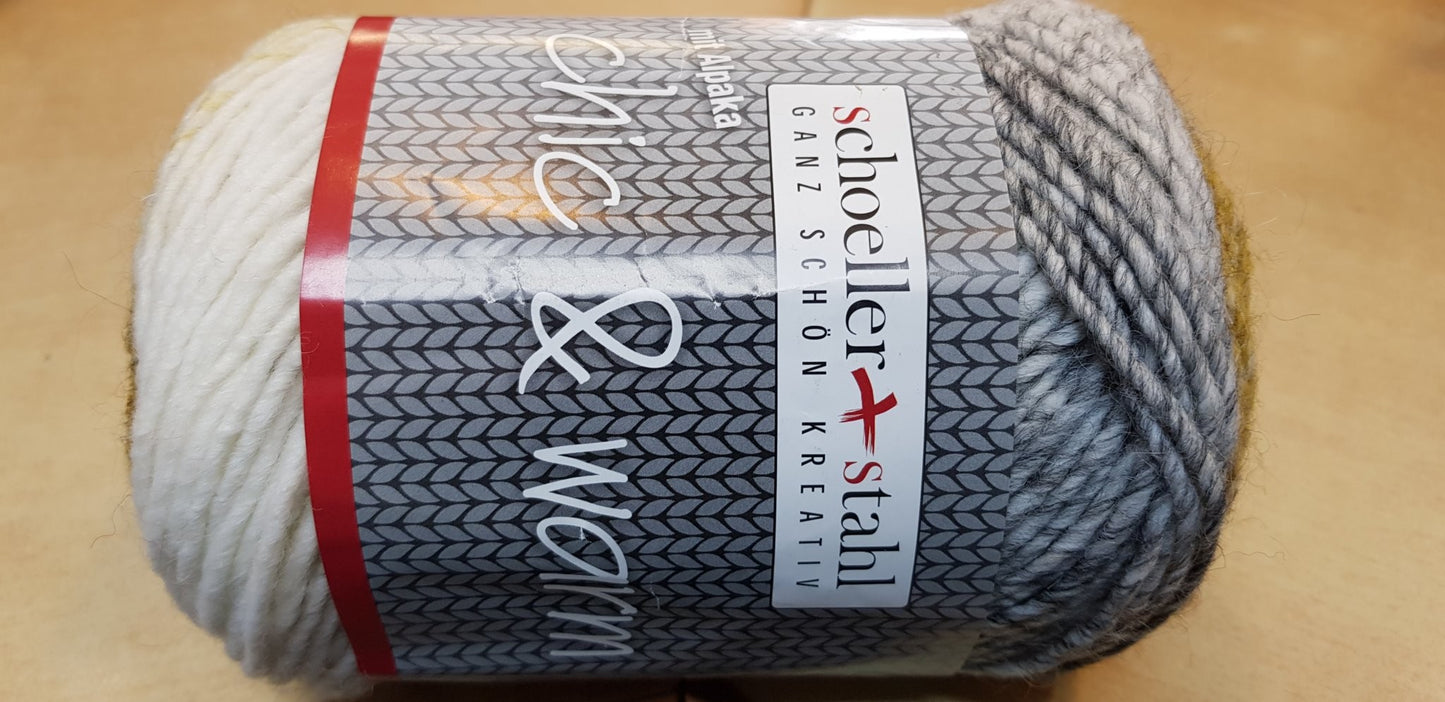 schoeller+stahl
GANZ SCHÖN KREATIV
mit Alpaka
chic & warm